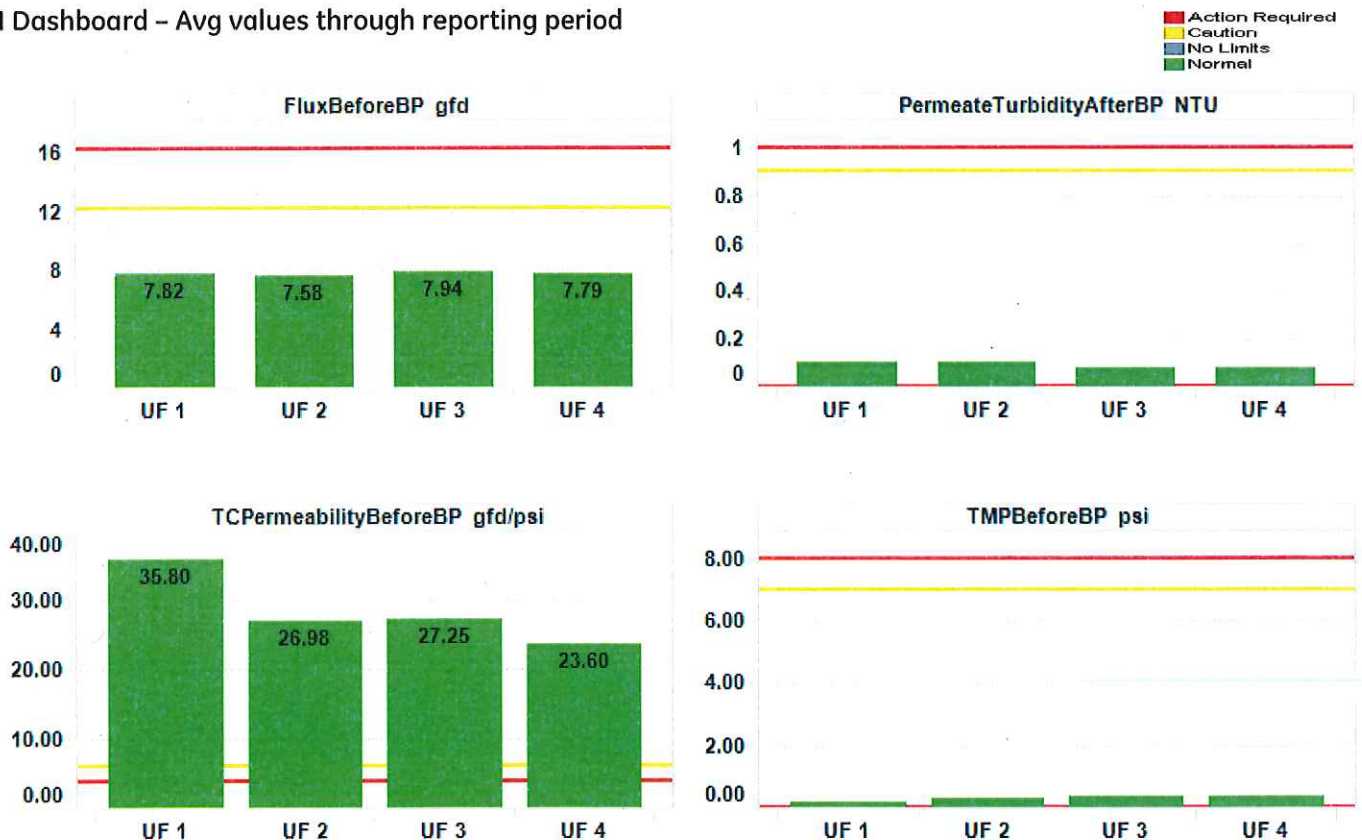 Dashboard – Avg values through reporting period
Action Required
Caution
No Limits
Normal
FluxBeforeBP gfd
16
12
8
4
0
7.82
7.58
7.94
7.79
UF 1
UF 2
UF 3
UF 4
PermeateTurbidityAfterBP NTU
1
0.8
0.6
0.4
0.2
0
UF 1
UF 2
UF 3
UF 4
TCPermeabilityBeforeBP gfd/psi
40.00
30.00
20.00
10.00
0.00
35.80
26.98
27.25
23.60
UF 1
UF 2
UF 3
UF 4
TMPBeforeBP psi
8.00
6.00
4.00
2.00
0.00
UF 1
UF 2
UF 3
UF 4